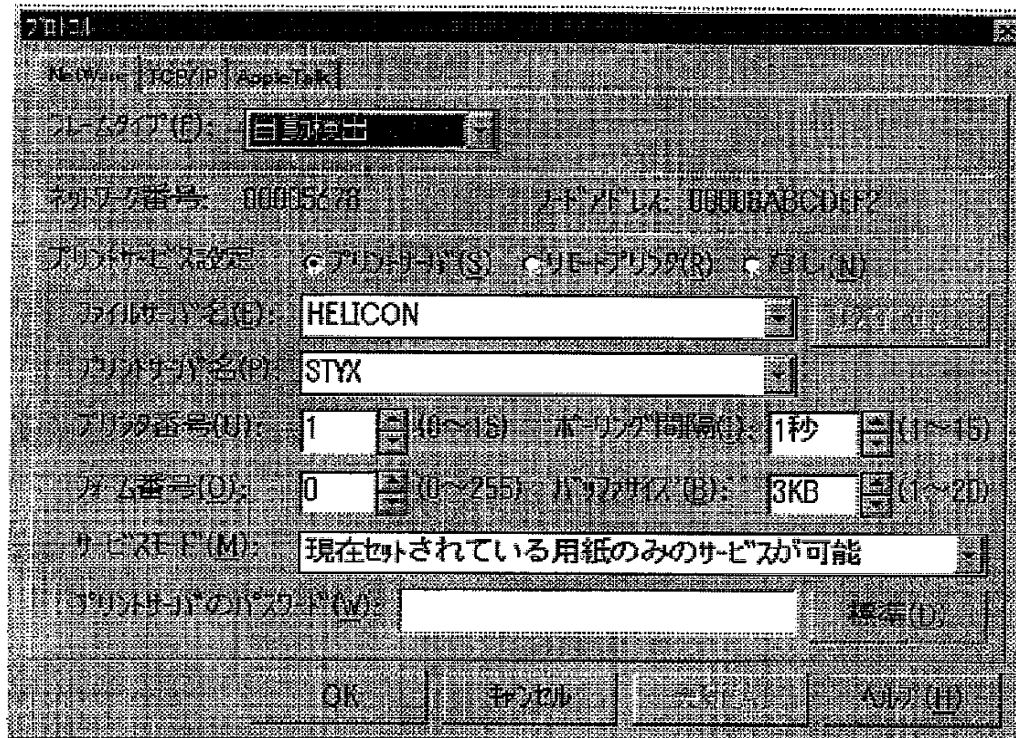 プロトコル
NetWare TCP/IP AppleTalk
フレームタイプ(F): 自動検出
ネットワーク番号: 00005678 ノードアドレス: 00000ABCDEF2
プリントサービス設定 プリントサーバ(S) リモートプリンタ(R) なし(N)
ファイルサーバ名(E): HELICON
プリントサーバ名(P): STYX
プリンタ番号(U): 1 (0~15) ポーリング間隔(I): 1秒 (1~15)
フォーム番号(O): 0 (0~255) バッファサイズ(B): 3KB (1~20)
サービスモード(M): 現在セットされている用紙のみのサービスが可能
プリントサーバのパスワード(W): 標準(D)
OK キャンセル ヘルプ(H)